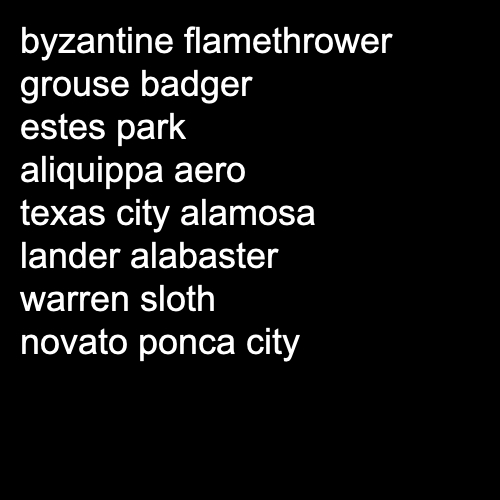 byzantine flamethrower
grouse badger
estes park
aliquippa aero
texas city alamosa
lander alabaster
warren sloth
novato ponca city